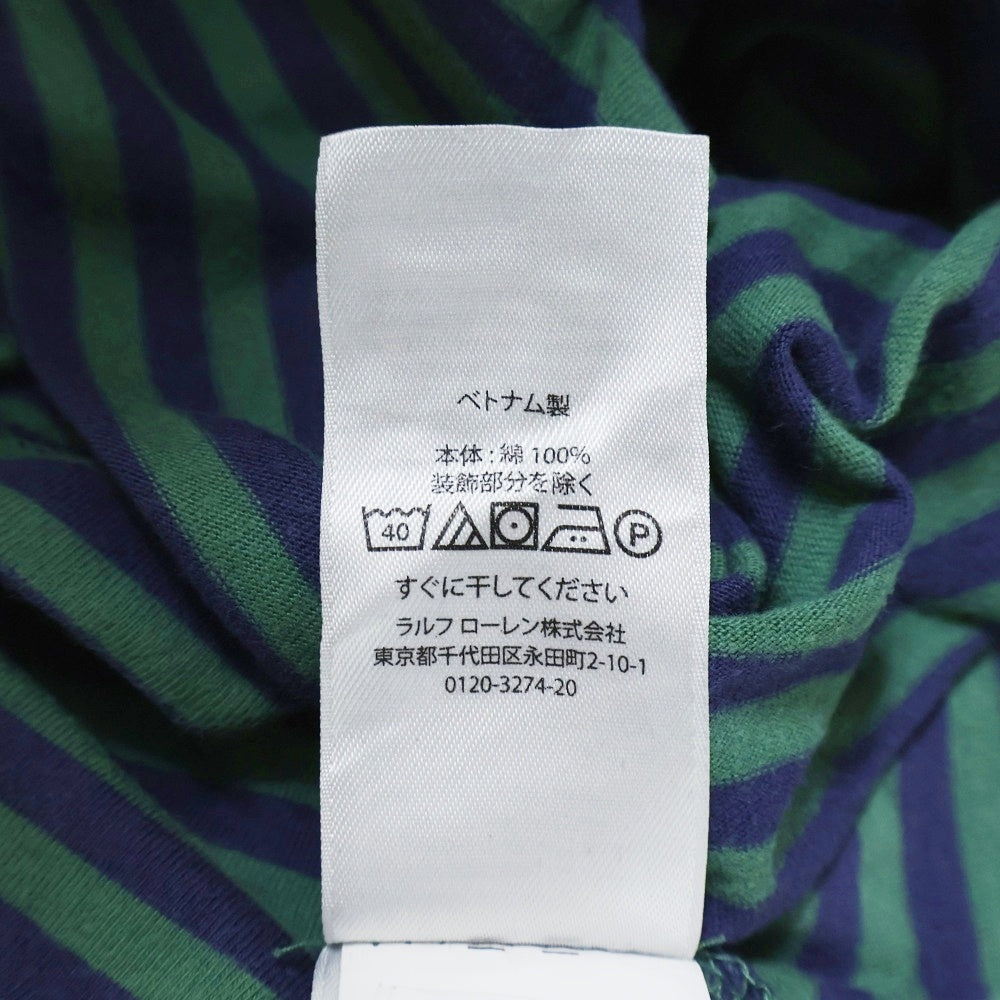 ベトナム製
本体:綿 100%
装飾部分を除く
40 P
すぐに干してください
ラルフ ローレン株式会社
東京都千代田区永田町2-10-1
0120-3274-20